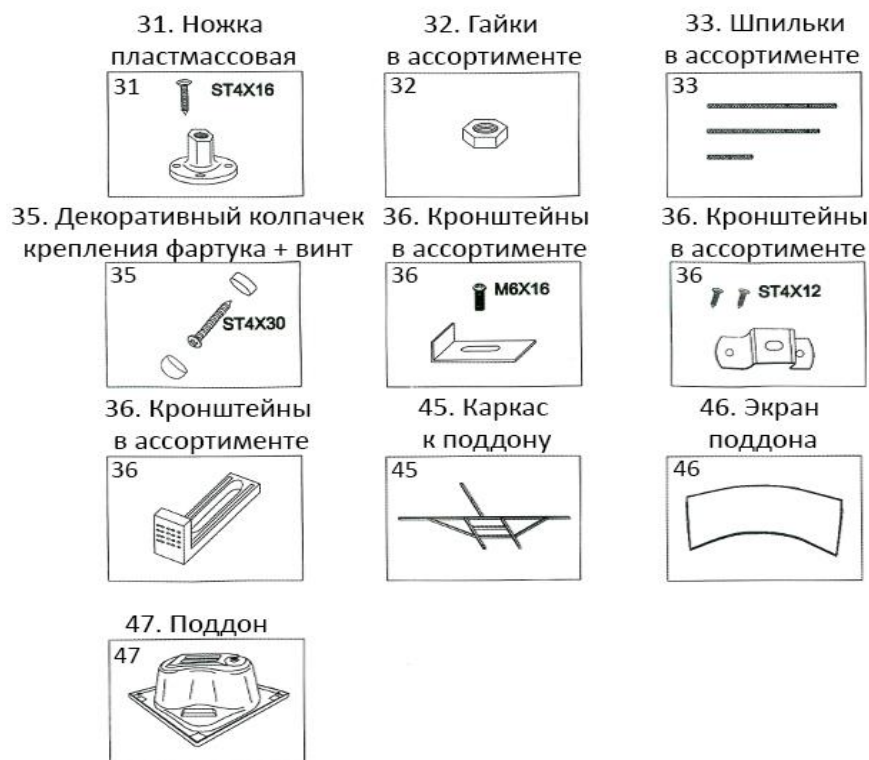 31. Ножка
пластмассовая
31
ST4X16
32. Гайки
в ассортименте
32
33. Шпильки
в ассортименте
33
35. Декоративный колпачек
крепления фартука + винт
35
ST4X30
36. Кронштейны
в ассортименте
36
M6X16
36. Кронштейны
в ассортименте
36
ST4X12
36. Кронштейны
в ассортименте
36
45. Каркас
к поддону
45
46. Экран
поддона
46
47. Поддон
47